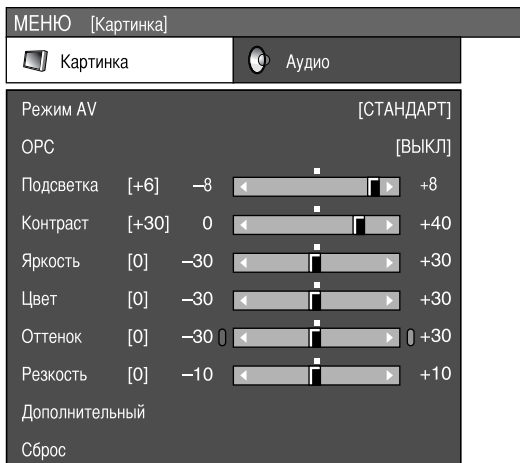 МЕНЮ [Картинка]
Картинка Аудио
Режим AV [СТАНДАРТ]
OPC [ВЫКЛ]
Подсветка [+6] –8 +8
Контраст [+30] 0 +40
Яркость [0] –30 +30
Цвет [0] –30 +30
Оттенок [0] –30 +30
Резкость [0] –10 +10
Дополнительный
Сброс